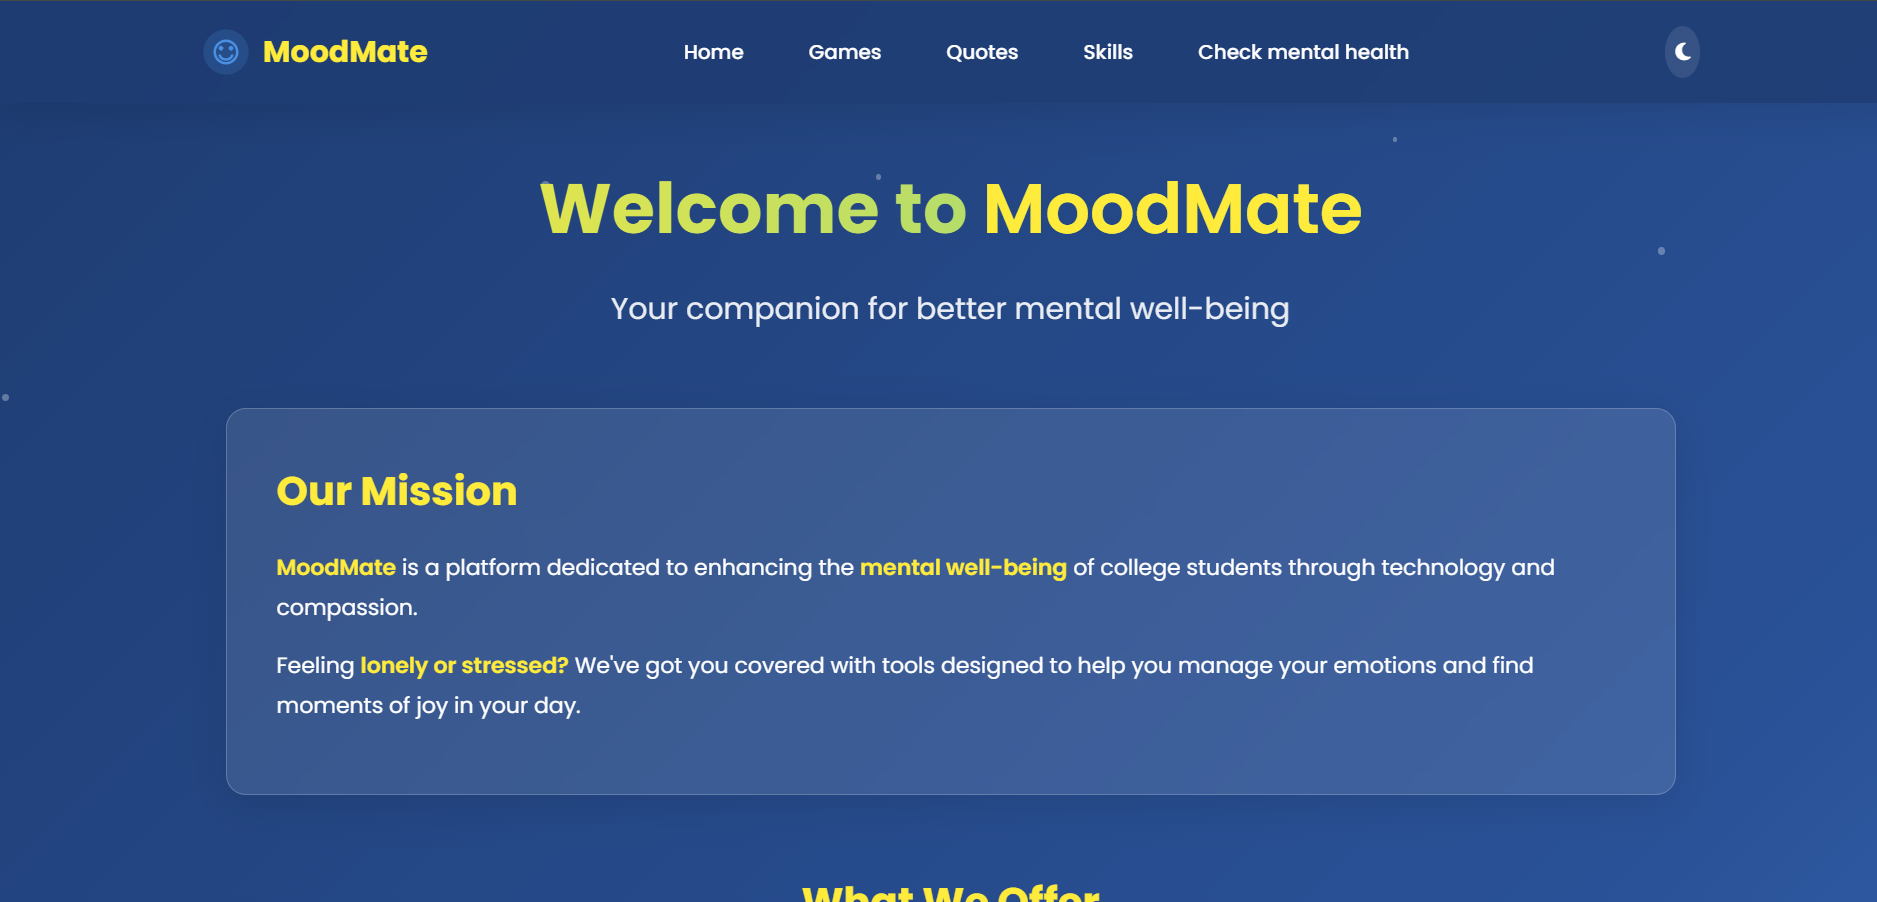 MoodMate
Home
Games
Quotes
Skills
Check mental health
Welcome to MoodMate
Your companion for better mental well-being
Our Mission
MoodMate is a platform dedicated to enhancing the mental well-being of college students through technology and
compassion.
Feeling lonely or stressed? We've got you covered with tools designed to help you manage your emotions and find
moments of joy in your day.
What We Offer